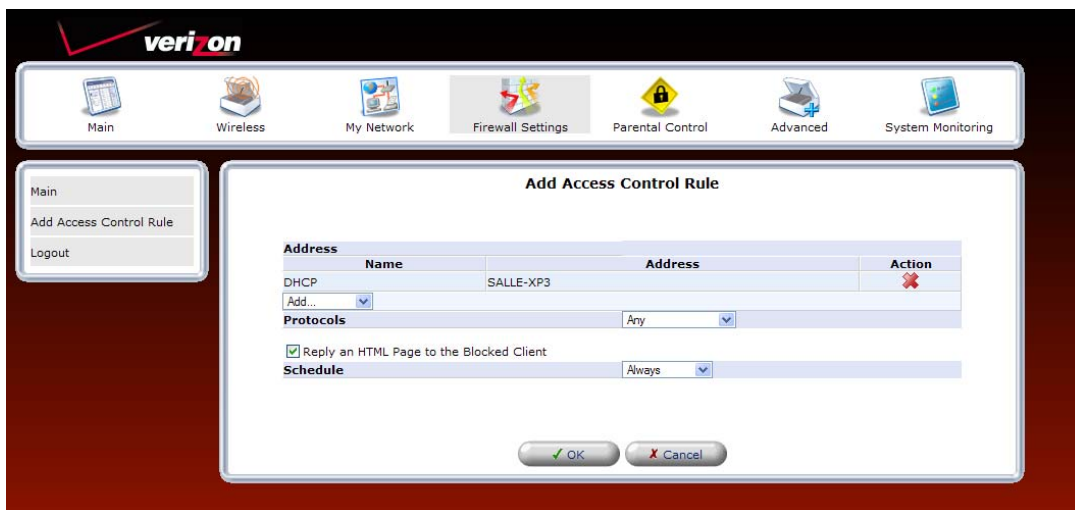 verizon
Main Wireless My Network Firewall Settings Parental Control Advanced System Monitoring
Main
Add Access Control Rule
Logout
Add Access Control Rule
Address
Name Address Action
DHCP SALLE-XP3
Add...
Protocols Any
Reply an HTML Page to the Blocked Client
Schedule Always
OK Cancel